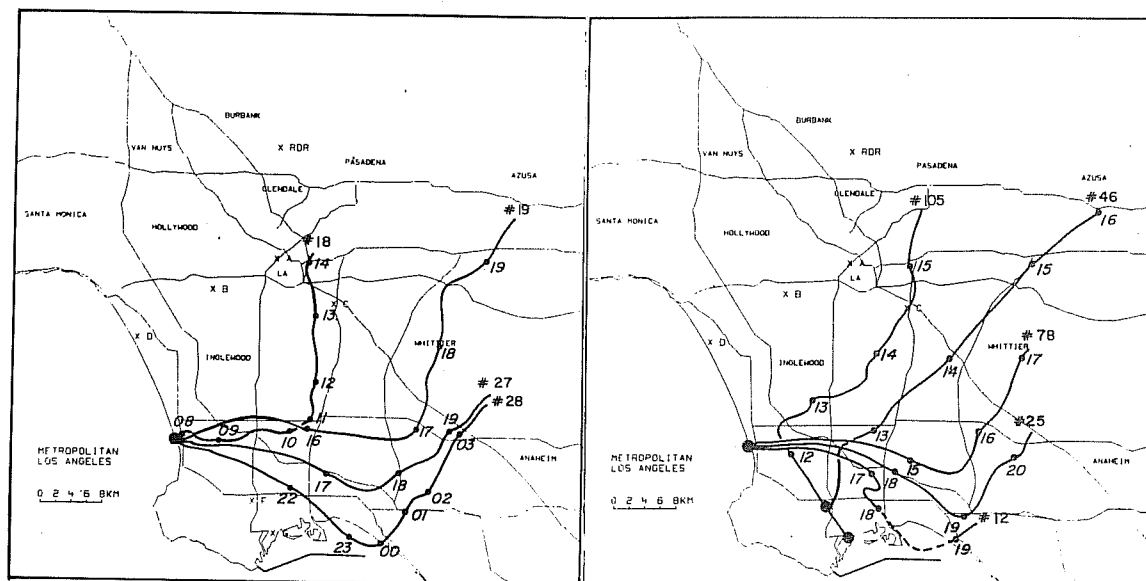 BURBANK
VAN NUYS
X RDR
PASADENA
GLENDALE
AZUSA
SANTA MONICA
#19
HOLLYWOOD
#18
X A
14
19
LA
X B
X C
13
X D
WHITTIER
18
INGLEWOOD
12
#27
#28
08
11
09
10
16
17
19
03
METROPOLITAN
LOS ANGELES
ANAHEIM
0 2 4 6 8KM
17
18
22
02
X F
01
23
00
BURBANK
VAN NUYS
X RDR
PASADENA
GLENDALE
AZUSA
#46
#105
16
SANTA MONICA
HOLLYWOOD
X A
15
15
LA
X B
X C
X D
#78
WHITTIER
14
14
17
INGLEWOOD
13
#25
13
16
12
METROPOLITAN
LOS ANGELES
15
20
ANAHEIM
17
18
0 2 4 6 8KM
18
19
#12
19